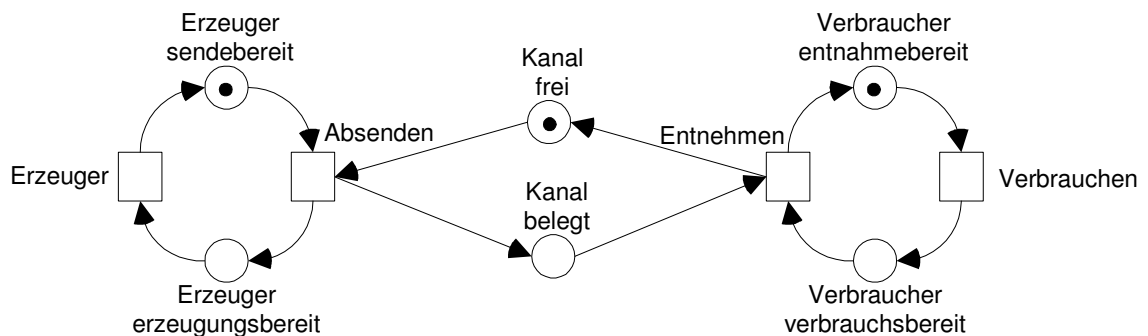 Erzeuger
sendebereit
Verbraucher
entnahmebereit
Kanal
frei
Absenden
Entnehmen
Erzeuger
Verbrauchen
Kanal
belegt
Erzeuger
erzeugungsbereit
Verbraucher
verbrauchsbereit